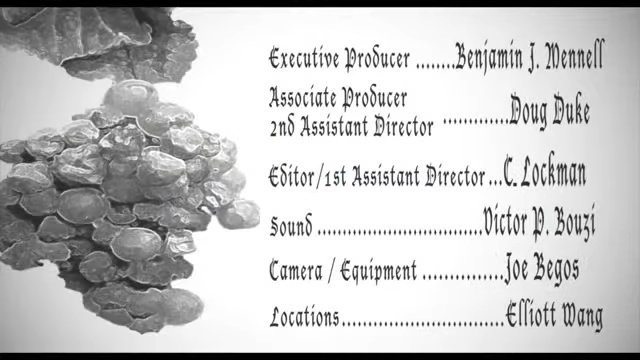 Executive Producer ........Benjamin J. Mennell
Associate Producer
2nd Assistant Director .............Doug Duke
Editor/1st Assistant Director ...C. Lockman
Sound ..................................Victor P. Bouzi
Camera / Equipment ................Joe Begos
Locations.................................Elliott Wang